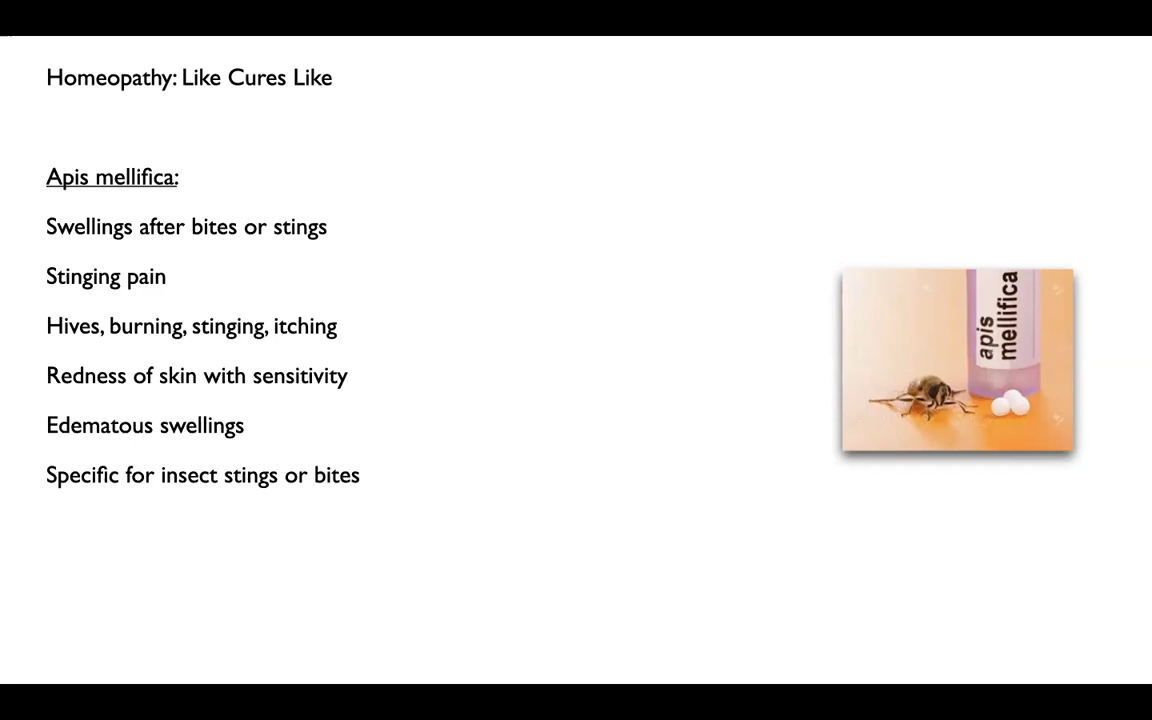 Homeopathy: Like Cures Like
Apis mellifica:
Swellings after bites or stings
Stinging pain
Hives, burning, stinging, itching
Redness of skin with sensitivity
Edematous swellings
Specific for insect stings or bites
apis
mellifica